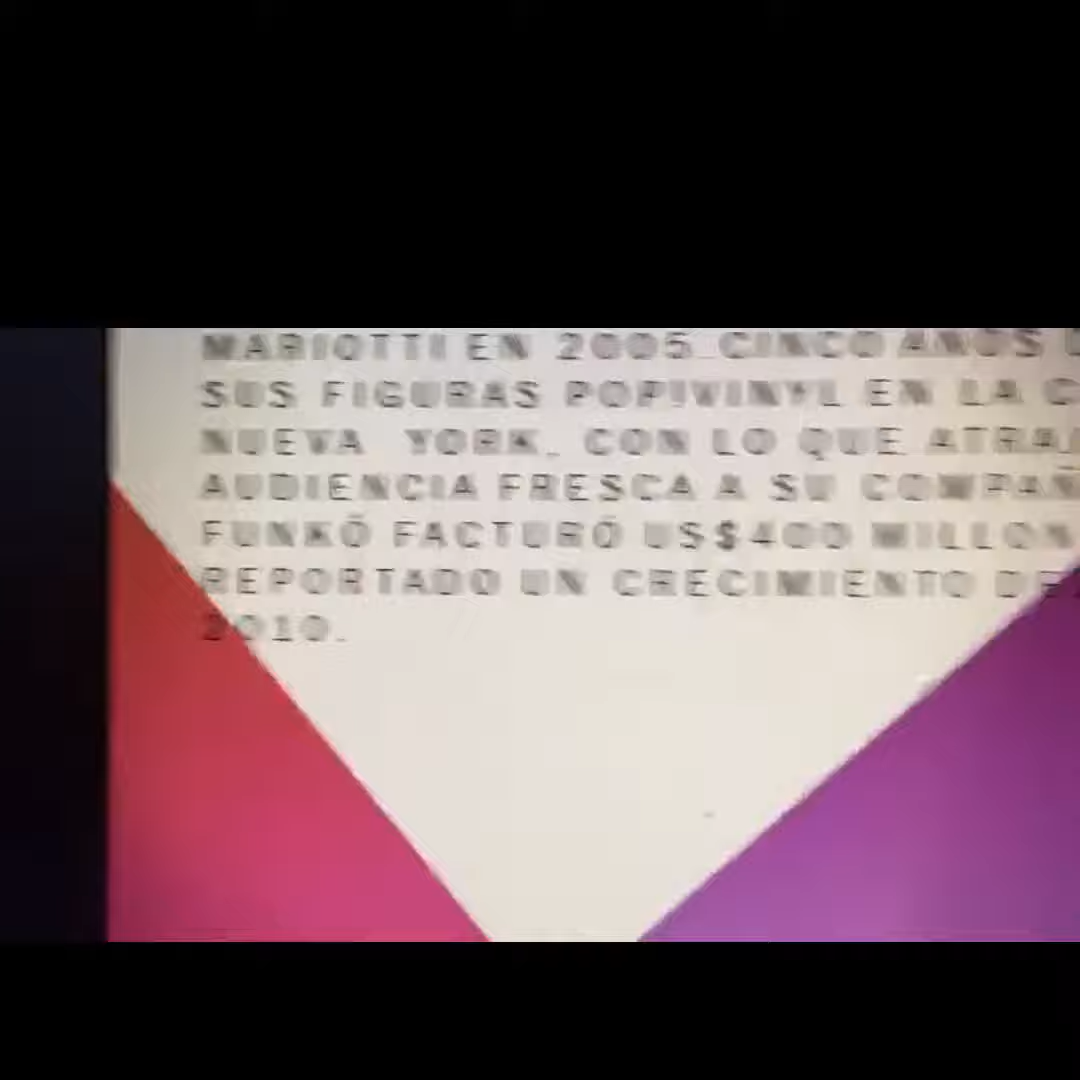 MARIOTTI EN 2005 CINCO AÑOS
SUS FIGURAS POP!VINYL EN LA
NUEVA YORK, CON LO QUE
AUDIENCIA FRESCA A SU
FUNKO FACTURÓ US$400
REPORTADO UN CRECIMIENTO DE
2010.